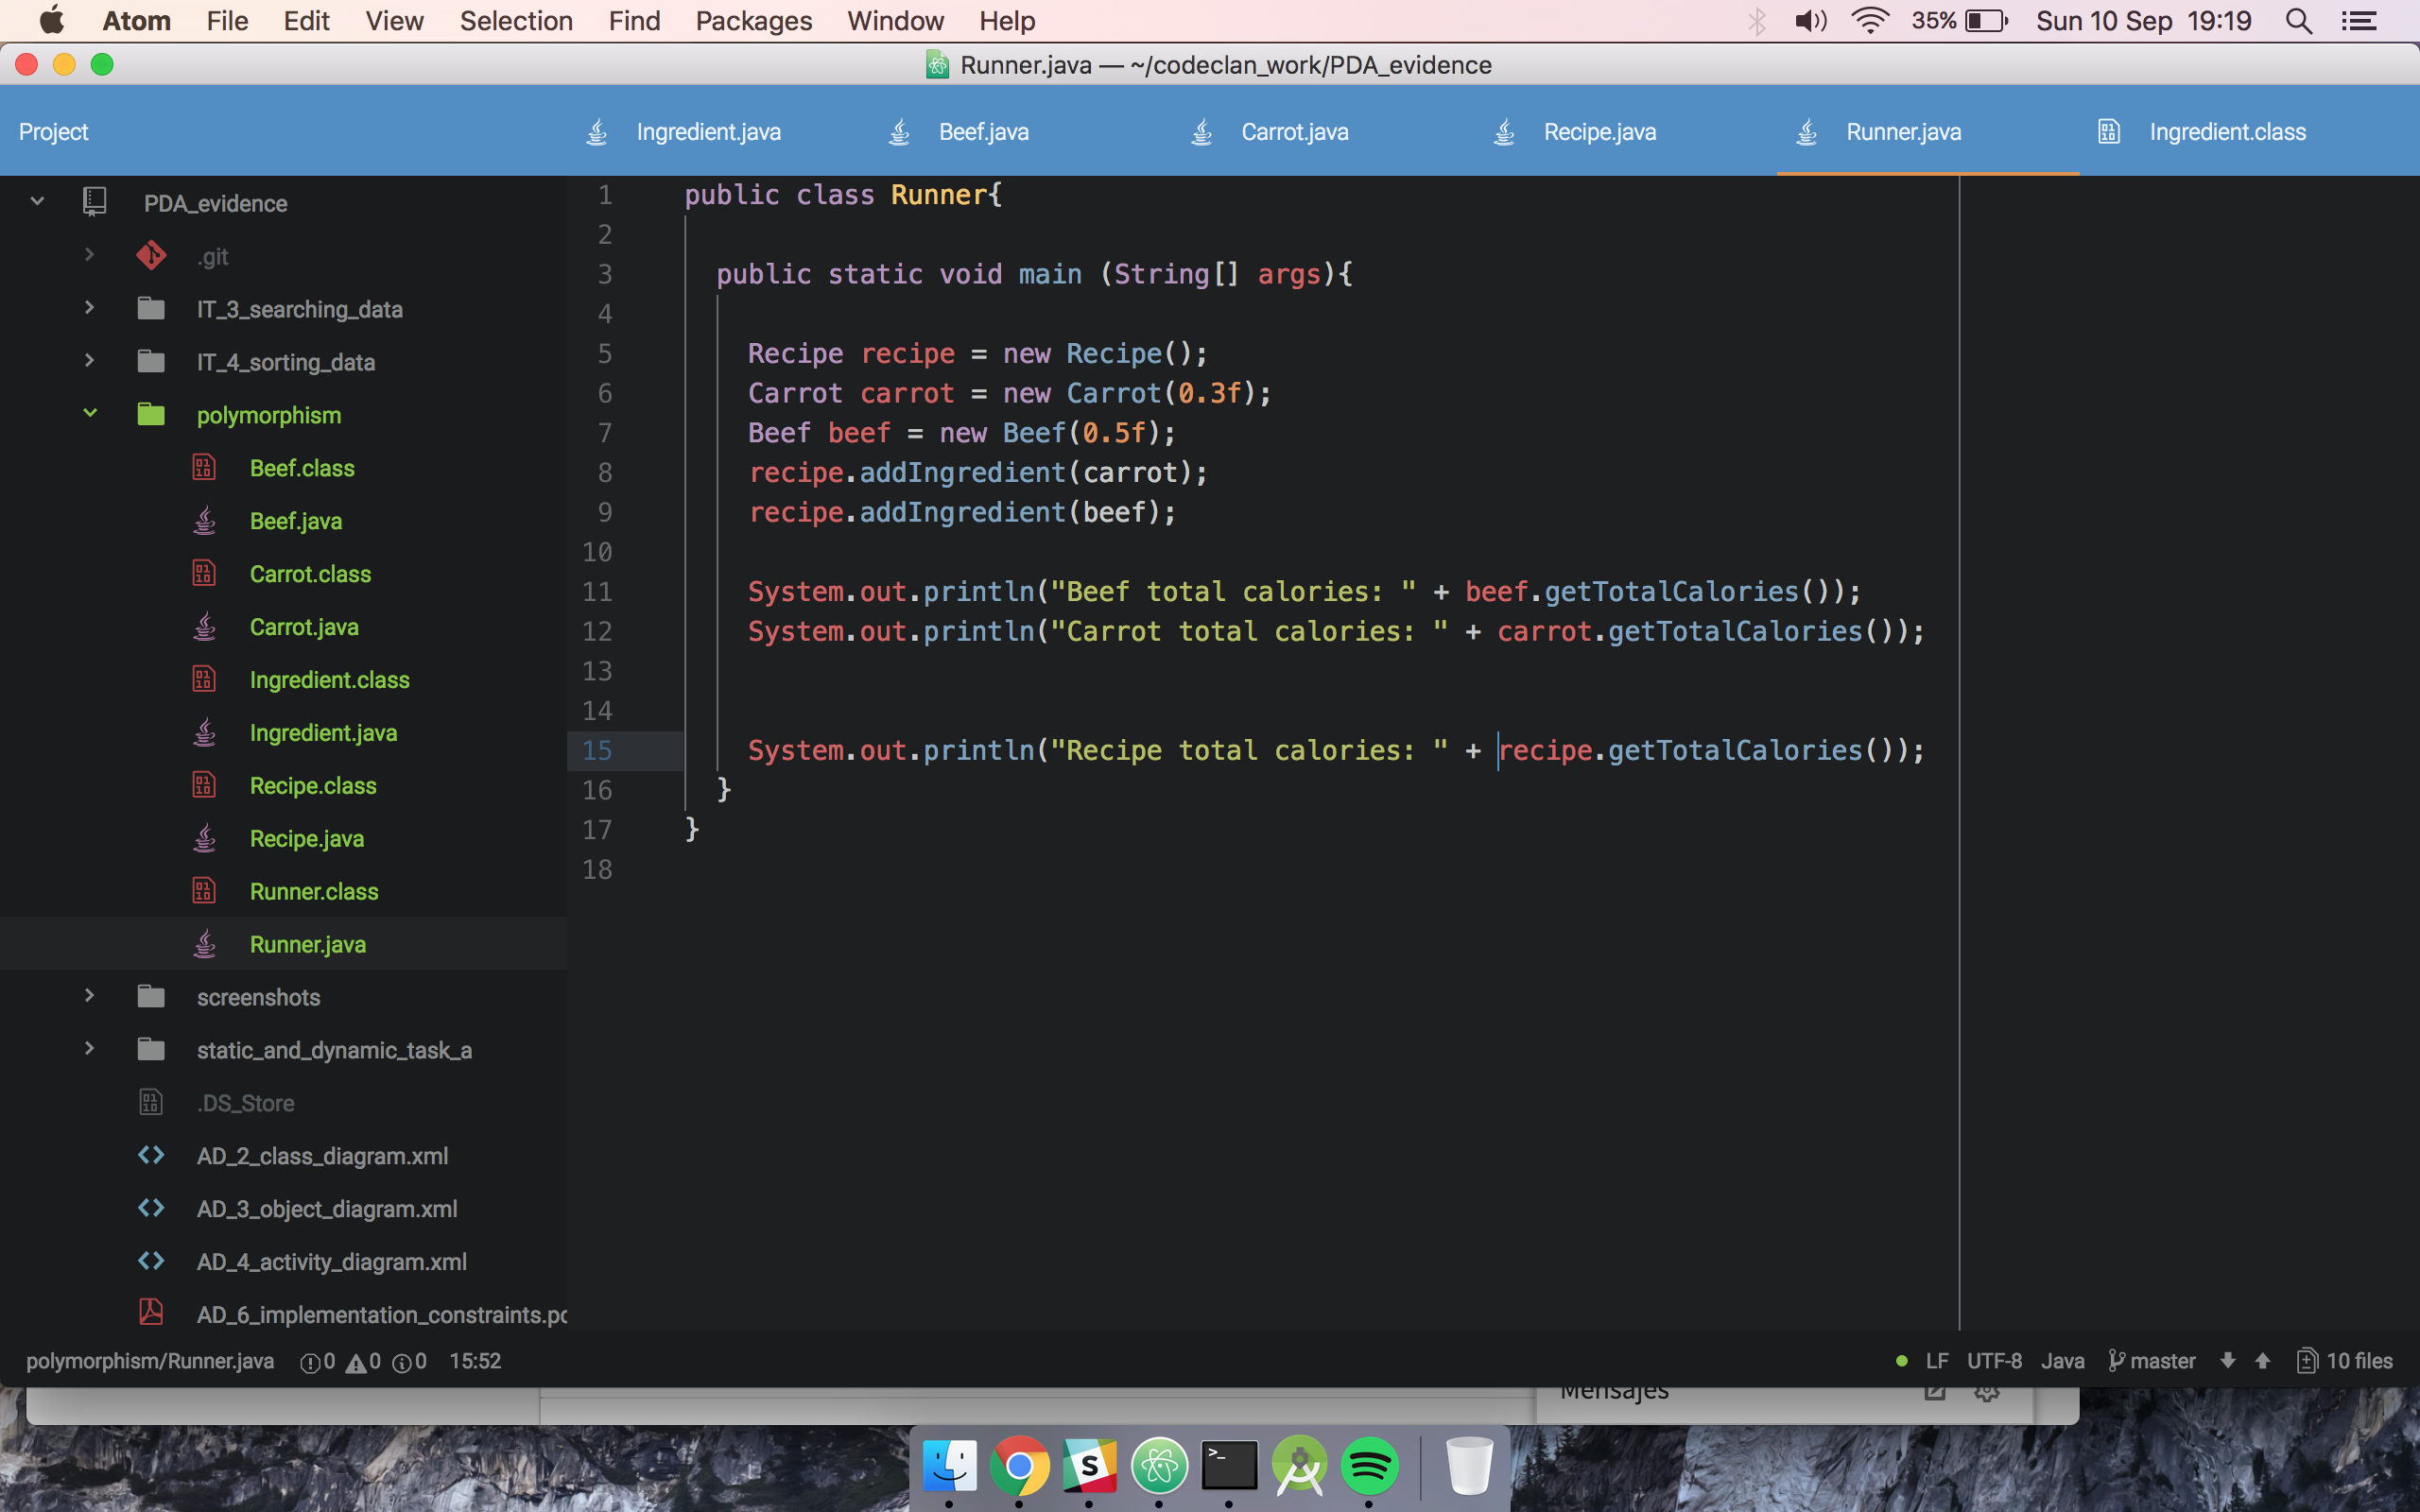 Atom File Edit View Selection Find Packages Window Help 35% Sun 10 Sep 19:19
Runner.java — ~/codeclan_work/PDA_evidence
Project Ingredient.java Beef.java Carrot.java Recipe.java Runner.java Ingredient.class
PDA_evidence
.git
IT_3_searching_data
IT_4_sorting_data
polymorphism
Beef.class
Beef.java
Carrot.class
Carrot.java
Ingredient.class
Ingredient.java
Recipe.class
Recipe.java
Runner.class
Runner.java
screenshots
static_and_dynamic_task_a
.DS_Store
AD_2_class_diagram.xml
AD_3_object_diagram.xml
AD_4_activity_diagram.xml
AD_6_implementation_constraints.pd
1 public class Runner{
2
3 public static void main (String[] args){
4
5 Recipe recipe = new Recipe();
6 Carrot carrot = new Carrot(0.3f);
7 Beef beef = new Beef(0.5f);
8 recipe.addIngredient(carrot);
9 recipe.addIngredient(beef);
10
11 System.out.println("Beef total calories: " + beef.getTotalCalories());
12 System.out.println("Carrot total calories: " + carrot.getTotalCalories());
13
14
15 System.out.println("Recipe total calories: " + recipe.getTotalCalories());
16 }
17 }
18
polymorphism/Runner.java 0 0 0 15:52 LF UTF-8 Java master 10 files
Mensajes